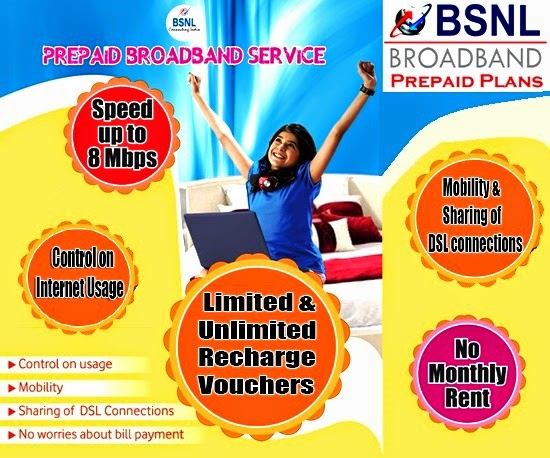 BSNL
Connecting India
PREPAID BROADBAND SERVICE
BSNL
BROADBAND
PREPAID PLANS
Speed
up to
8 Mbps
Mobility &
Sharing of
DSL connections
Control on
Internet Usage
Limited &
Unlimited
Recharge
Vouchers
No
Monthly
Rent
Control on usage
Mobility
Sharing of DSL Connections
No worries about bill payment